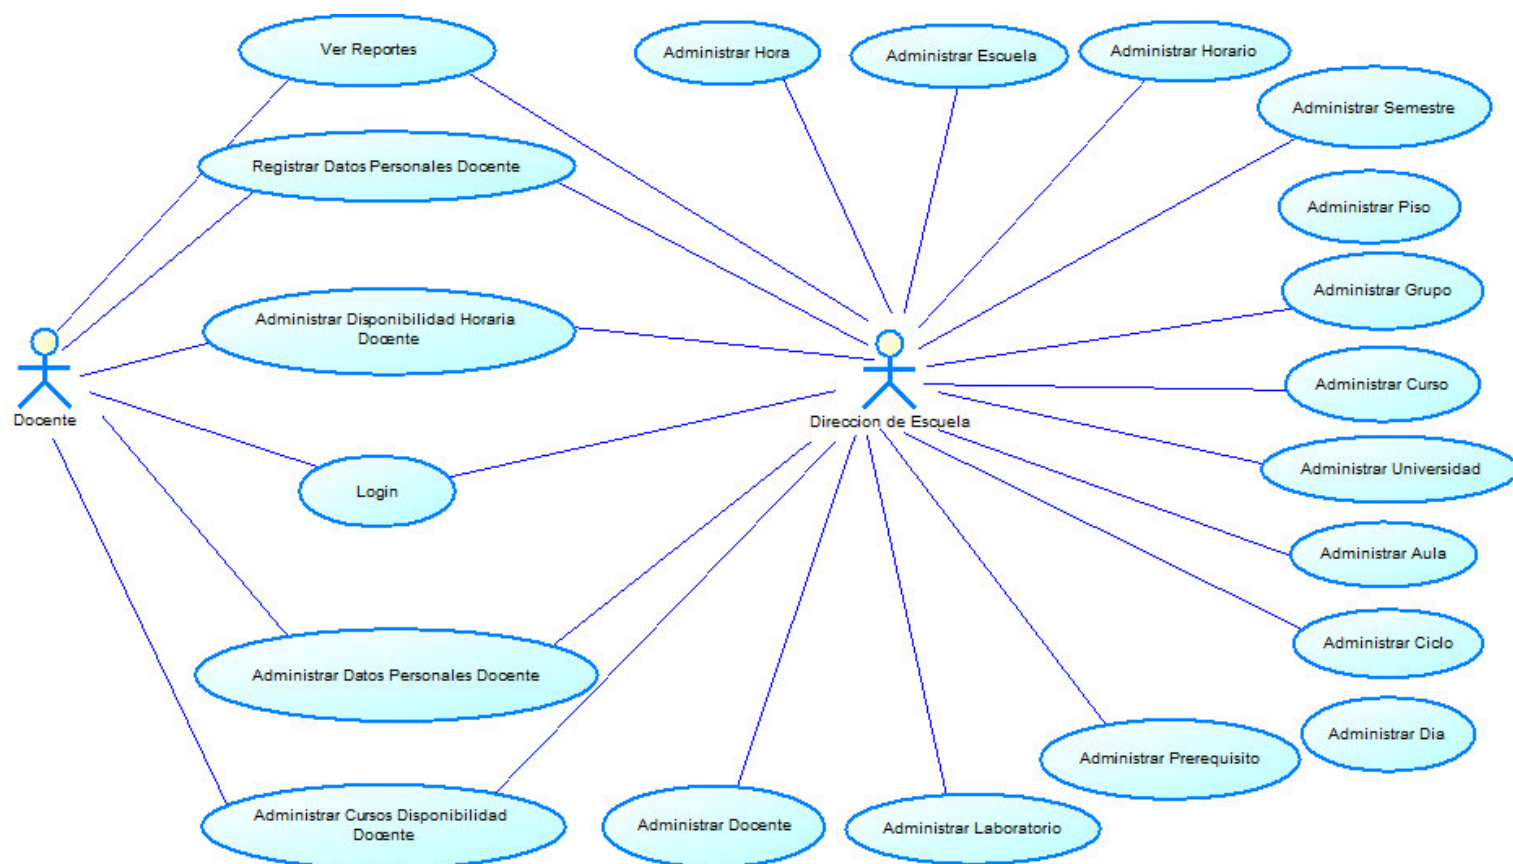 Ver Reportes
Administrar Hora
Administrar Escuela
Administrar Horario
Administrar Semestre
Registrar Datos Personales Docente
Administrar Piso
Administrar Grupo
Administrar Disponibilidad Horaria
Docente
Administrar Curso
Docente
Direccion de Escuela
Administrar Universidad
Login
Administrar Aula
Administrar Ciclo
Administrar Datos Personales Docente
Administrar Dia
Administrar Prerequisito
Administrar Cursos Disponibilidad
Docente
Administrar Docente
Administrar Laboratorio